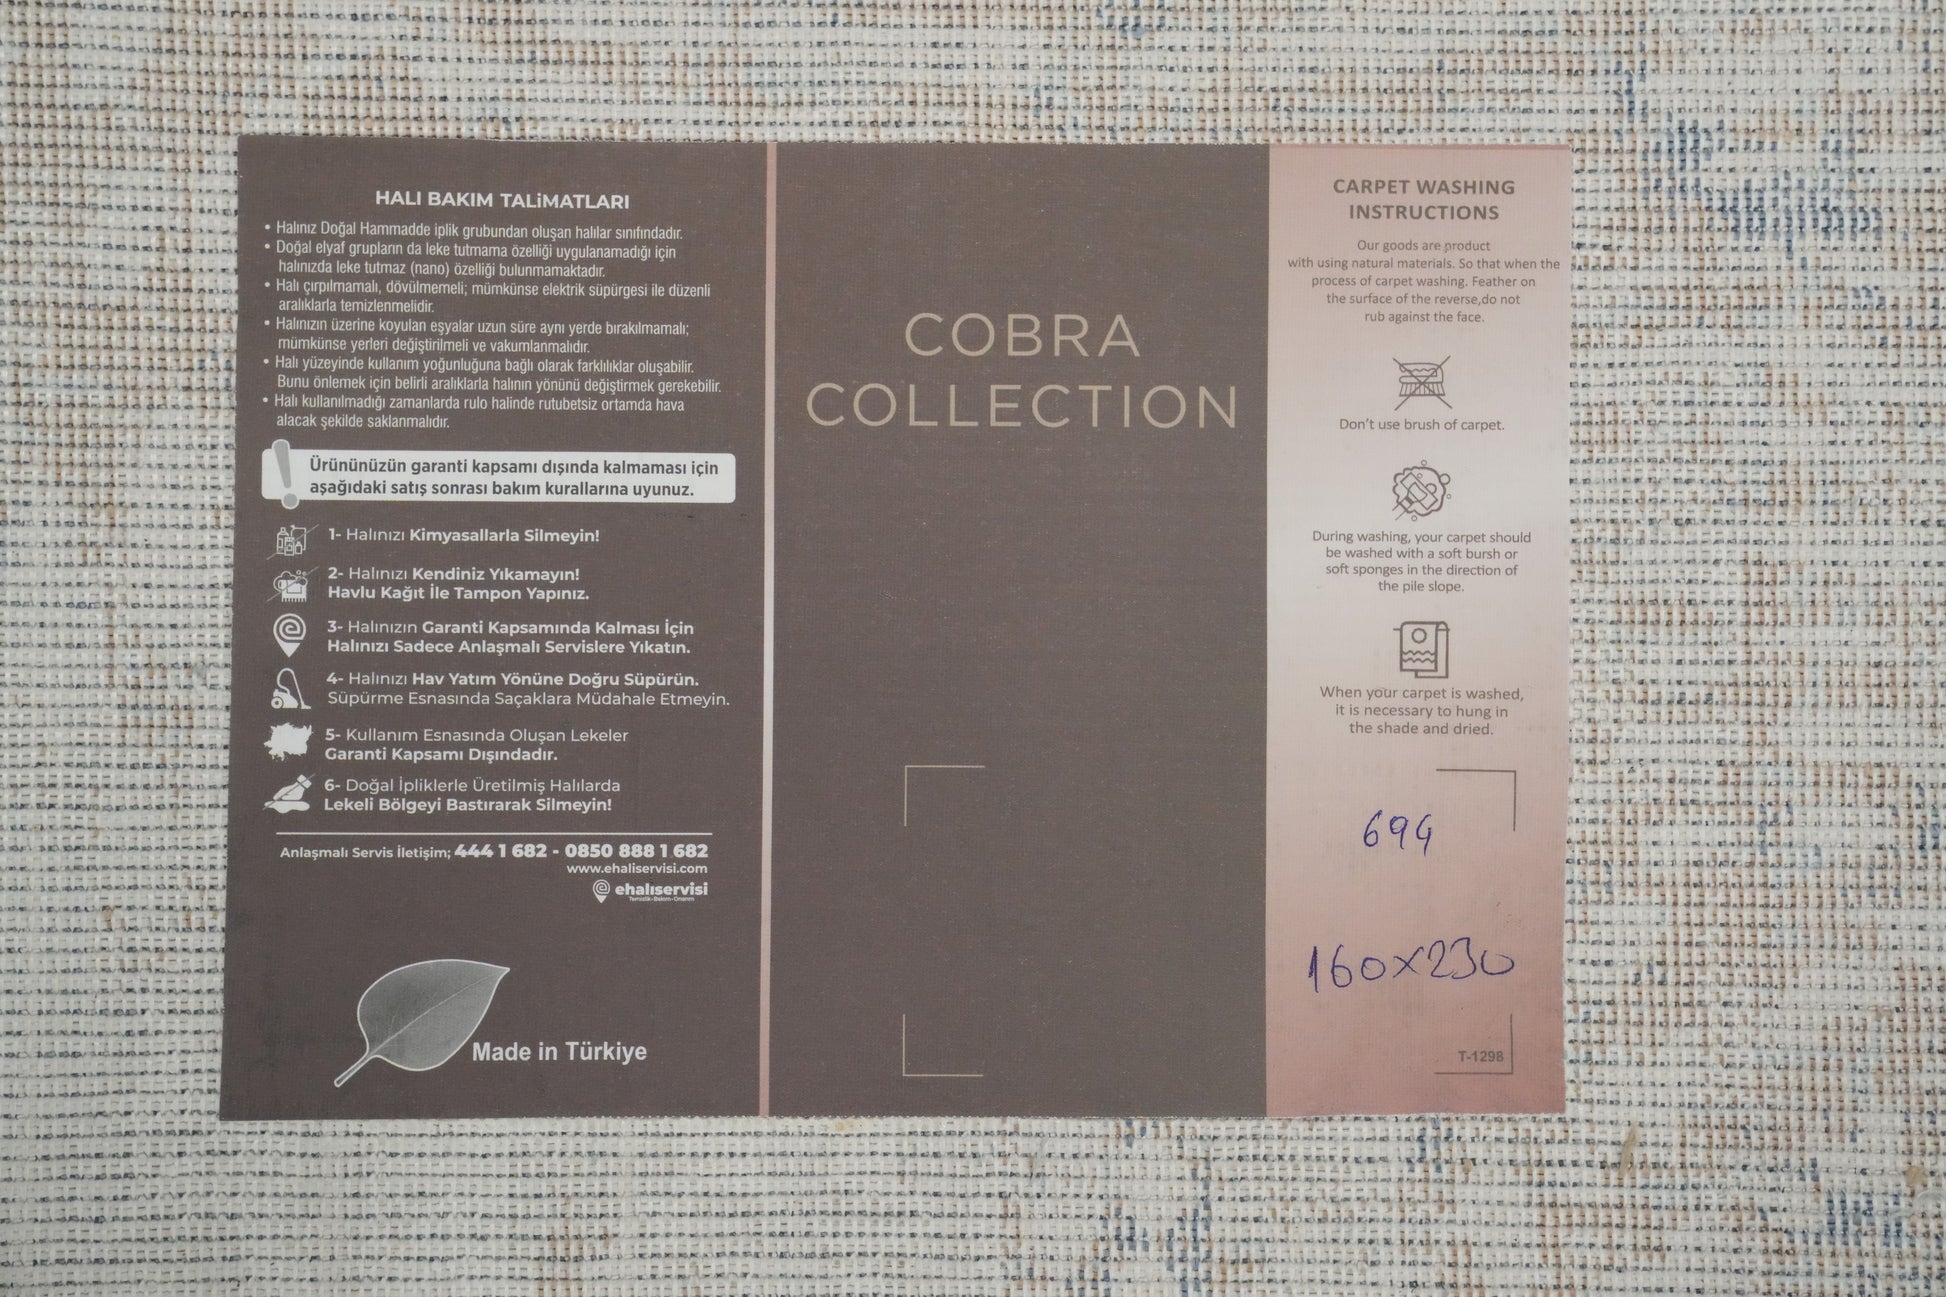 HALI BAKIM TALiMATLARI
• Halınız Doğal Hammadde iplik grubundan oluşan halılar sınıfındadır.
• Doğal elyaf grupların da leke tutmama özelliği uygulanamadığı için
halınızda leke tutmaz (nano) özelliği bulunmamaktadır.
• Halı çırpılmamalı, dövülmemeli; mümkünse elektrik süpürgesi ile düzenli
aralıklarla temizlenmelidir.
• Halınızın üzerine koyulan eşyalar uzun süre aynı yerde bırakılmamalı;
mümkünse yerleri değiştirilmeli ve vakumlanmalıdır.
• Halı yüzeyinde kullanım yoğunluğuna bağlı olarak farklılıklar oluşabilir.
Bunu önlemek için belirli aralıklarla halının yönünü değiştirmek gerekebilir.
• Halı kullanılmadığı zamanlarda rulo halinde rutubetsiz ortamda hava
alacak şekilde saklanmalıdır.
Ürününüzün garanti kapsamı dışında kalmaması için
aşağıdaki satış sonrası bakım kurallarına uyunuz.
1- Halınızı Kimyasallarla Silmeyin!
2- Halınızı Kendiniz Yıkamayın!
Havlu Kağıt İle Tampon Yapınız.
3- Halınızın Garanti Kapsamında Kalması İçin
Halınızı Sadece Anlaşmalı Servislere Yıkatın.
4- Halınızı Hav Yatım Yönüne Doğru Süpürün.
Süpürme Esnasında Saçaklara Müdahale Etmeyin.
5- Kullanım Esnasında Oluşan Lekeler
Garanti Kapsamı Dışındadır.
6- Doğal İpliklerle Üretilmiş Halılarda
Lekeli Bölgeyi Bastırarak Silmeyin!
Anlaşmalı Servis İletişim; 444 1 682 - 0850 888 1 682
www.ehaliservisi.com
ehalıservisi
Temizlik-Bakım-Onarım
Made in Türkiye
COBRA
COLLECTION
CARPET WASHING
INSTRUCTIONS
Our goods are product
with using natural materials. So that when the
process of carpet washing. Feather on
the surface of the reverse,do not
rub against the face.
Don't use brush of carpet.
During washing, your carpet should
be washed with a soft bursh or
soft sponges in the direction of
the pile slope.
When your carpet is washed,
it is necessary to hung in
the shade and dried.
694
160x230
T-1298